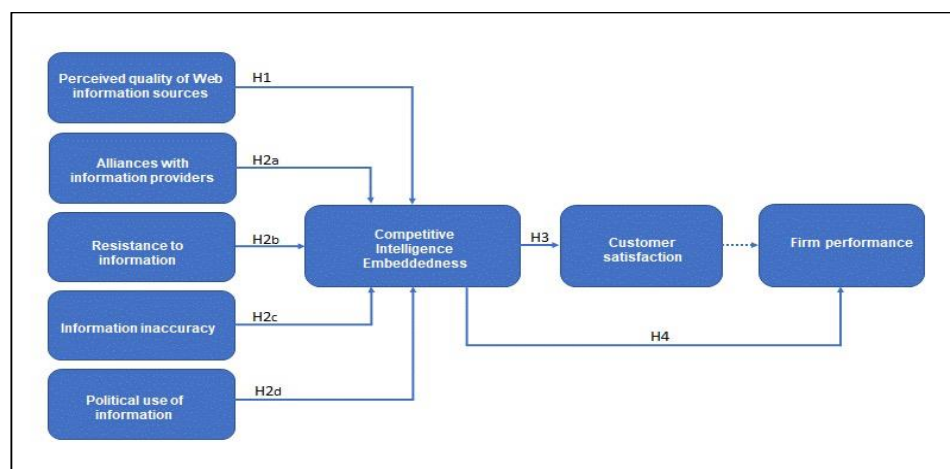 Perceived quality of Web
information sources
H1
Alliances with
information providers
H2a
Resistance to
information
H2b
Information inaccuracy
H2c
Political use of
information
H2d
Competitive
Intelligence
Embeddedness
H3
Customer
satisfaction
Firm performance
H4